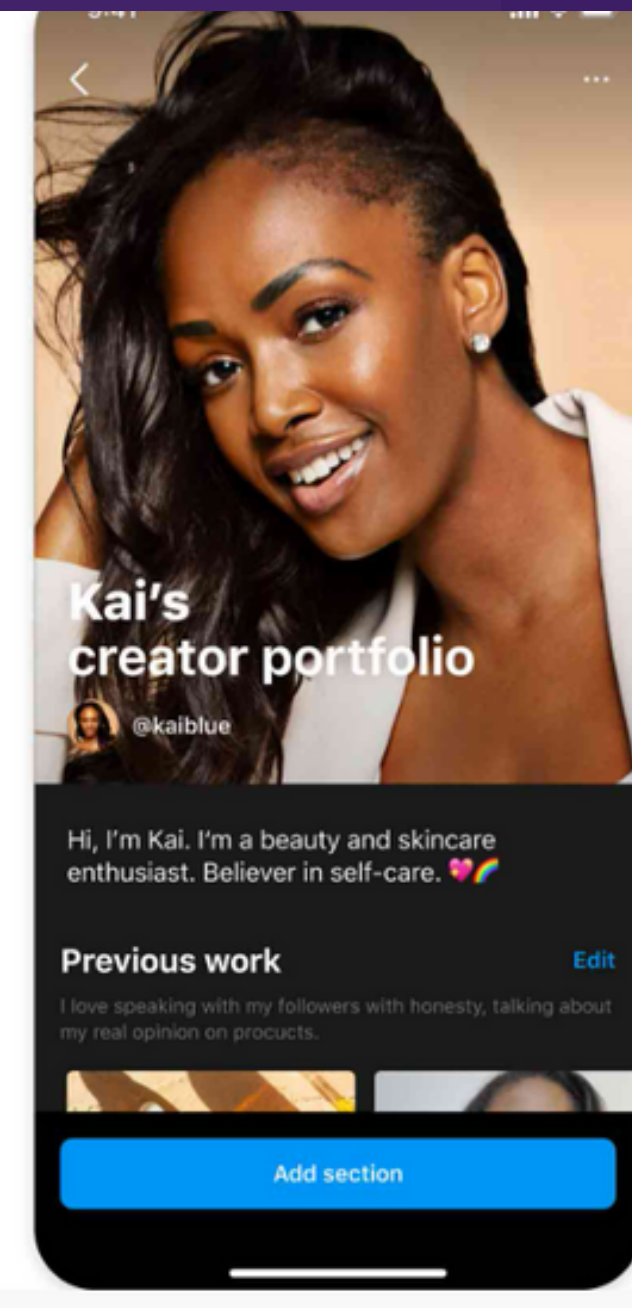 Kai's
creator portfolio
@kaiblue
Hi, I'm Kai. I'm a beauty and skincare
enthusiast. Believer in self-care. 💖🌈
Previous work
Edit
I love speaking with my followers with honesty, talking about
my real opinion on procucts.
Add section